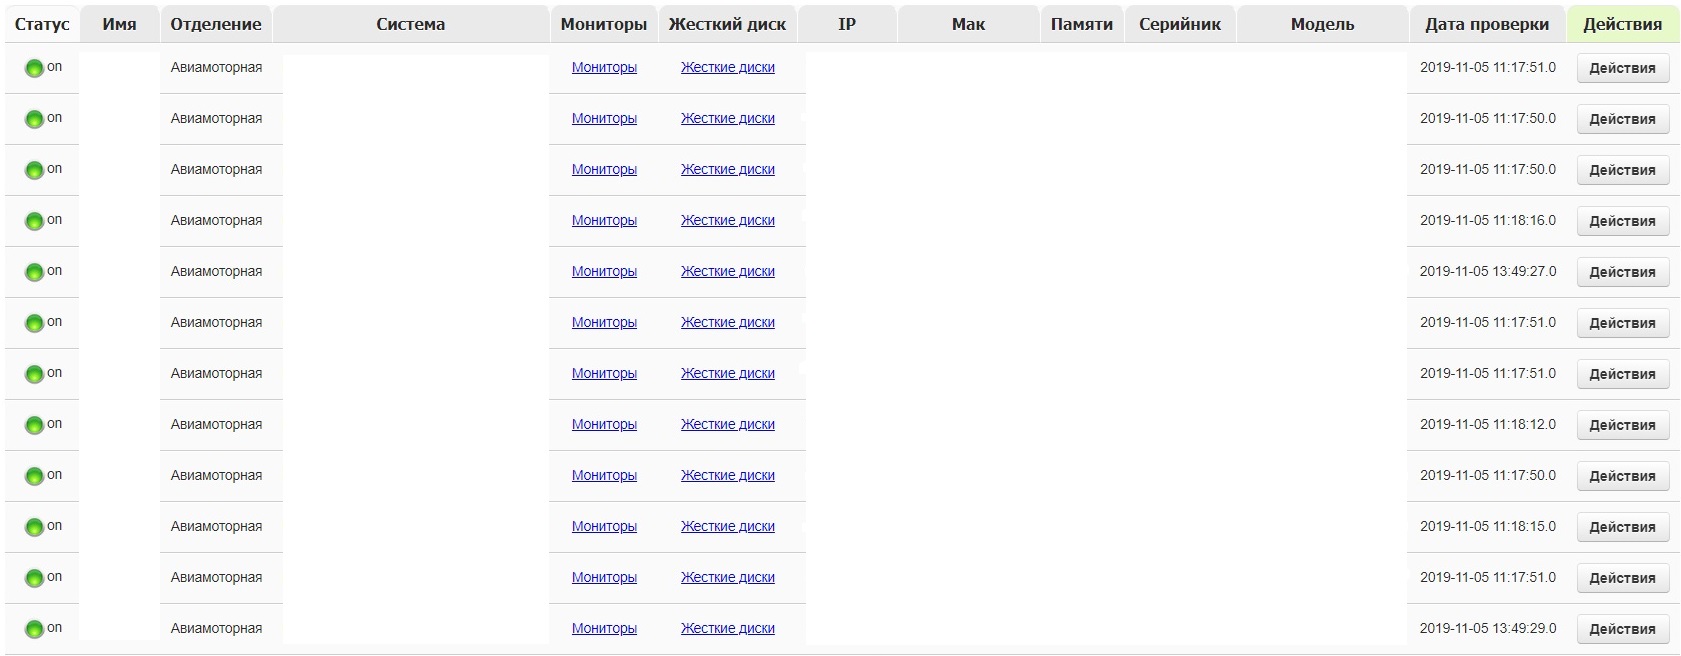 Статус Имя Отделение Система Мониторы Жесткий диск IP Мак Памяти Серийник Модель Дата проверки Действия
on Авиамоторная Мониторы Жесткие диски 2019-11-05 11:17:51.0 Действия
on Авиамоторная Мониторы Жесткие диски 2019-11-05 11:17:50.0 Действия
on Авиамоторная Мониторы Жесткие диски 2019-11-05 11:17:50.0 Действия
on Авиамоторная Мониторы Жесткие диски 2019-11-05 11:18:16.0 Действия
on Авиамоторная Мониторы Жесткие диски 2019-11-05 13:49:27.0 Действия
on Авиамоторная Мониторы Жесткие диски 2019-11-05 11:17:51.0 Действия
on Авиамоторная Мониторы Жесткие диски 2019-11-05 11:17:51.0 Действия
on Авиамоторная Мониторы Жесткие диски 2019-11-05 11:18:12.0 Действия
on Авиамоторная Мониторы Жесткие диски 2019-11-05 11:17:50.0 Действия
on Авиамоторная Мониторы Жесткие диски 2019-11-05 11:18:15.0 Действия
on Авиамоторная Мониторы Жесткие диски 2019-11-05 11:17:51.0 Действия
on Авиамоторная Мониторы Жесткие диски 2019-11-05 13:49:29.0 Действия